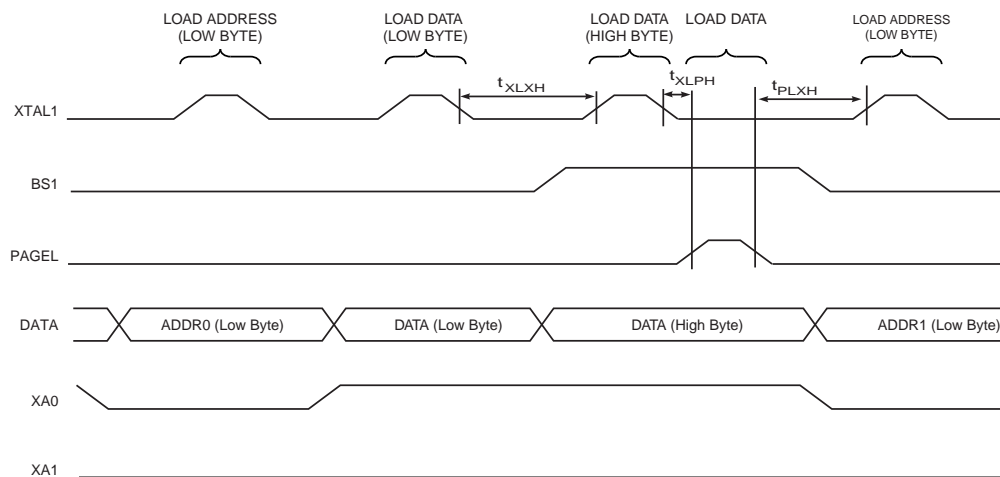 LOAD ADDRESS
(LOW BYTE)
LOAD DATA
(LOW BYTE)
LOAD DATA
(HIGH BYTE)
LOAD DATA
LOAD ADDRESS
(LOW BYTE)
XTAL1
tXLXH
tXLPH
tPLXH
BS1
PAGEL
DATA
ADDR0 (Low Byte)
DATA (Low Byte)
DATA (High Byte)
ADDR1 (Low Byte)
XA0
XA1